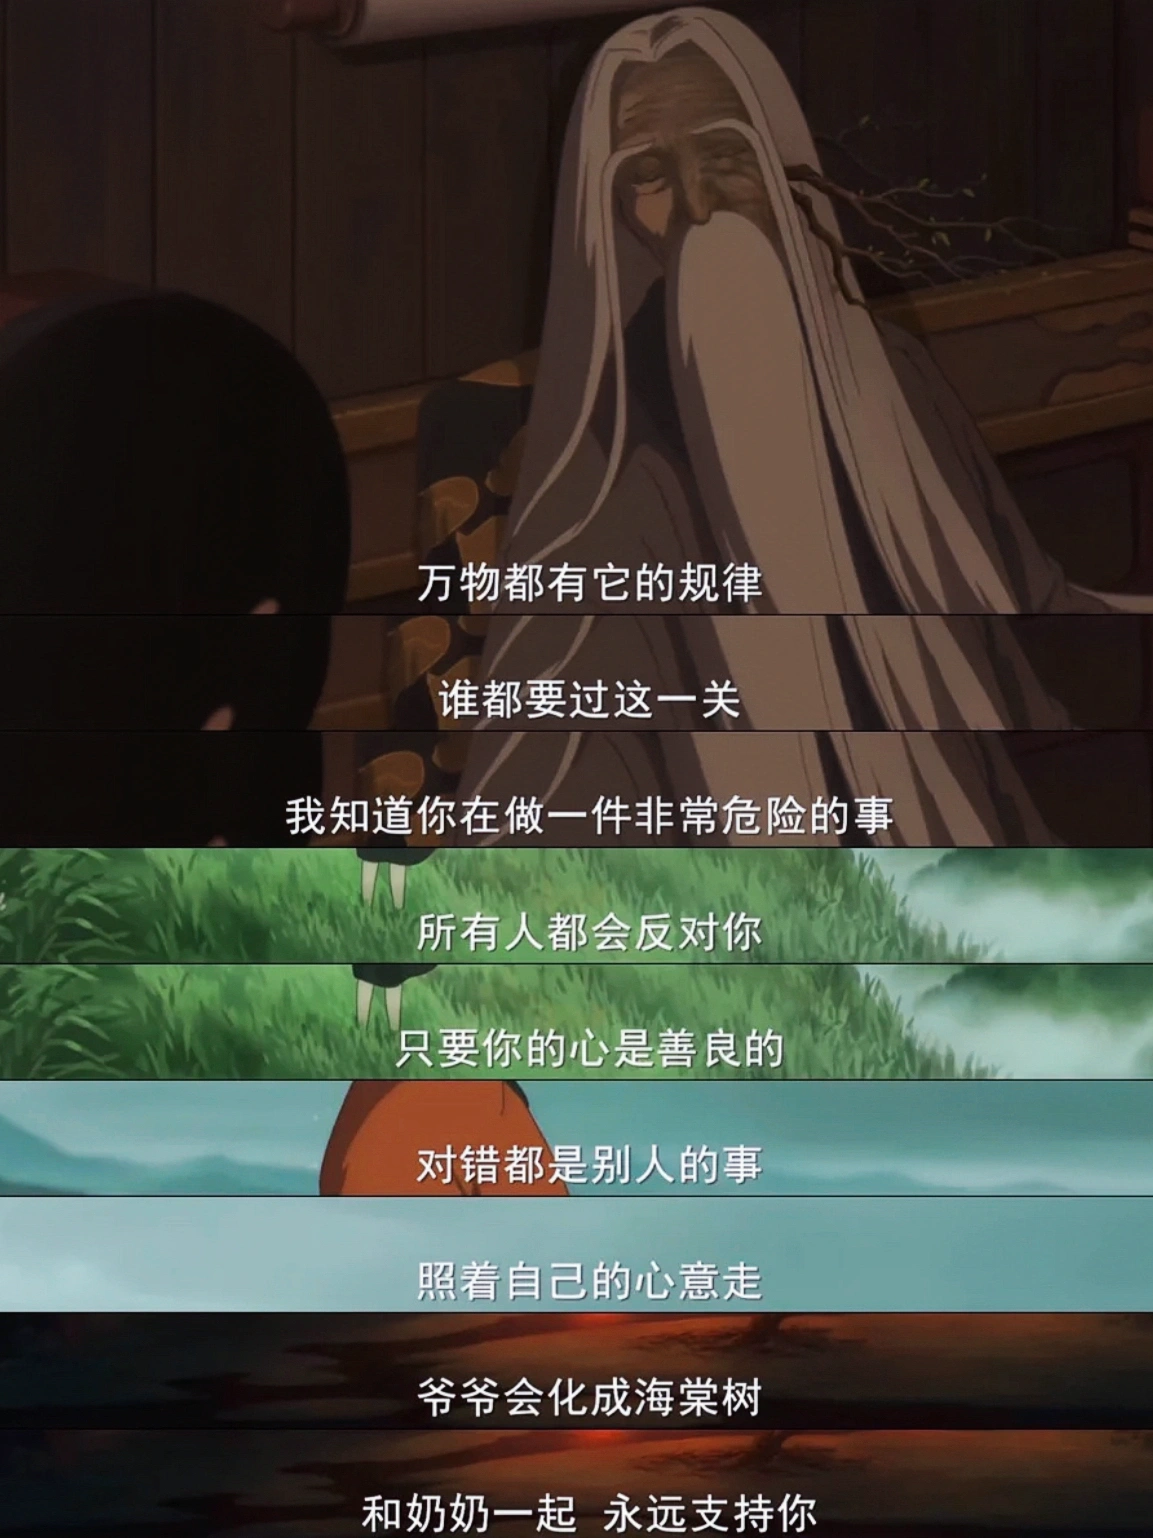 万物都有它的规律
谁都要过这一关
我知道你在做一件非常危险的事
所有人都会反对你
只要你的心是善良的
对错都是别人的事
照着自己的心意走
爷爷会化成海棠树
和奶奶一起 永远支持你